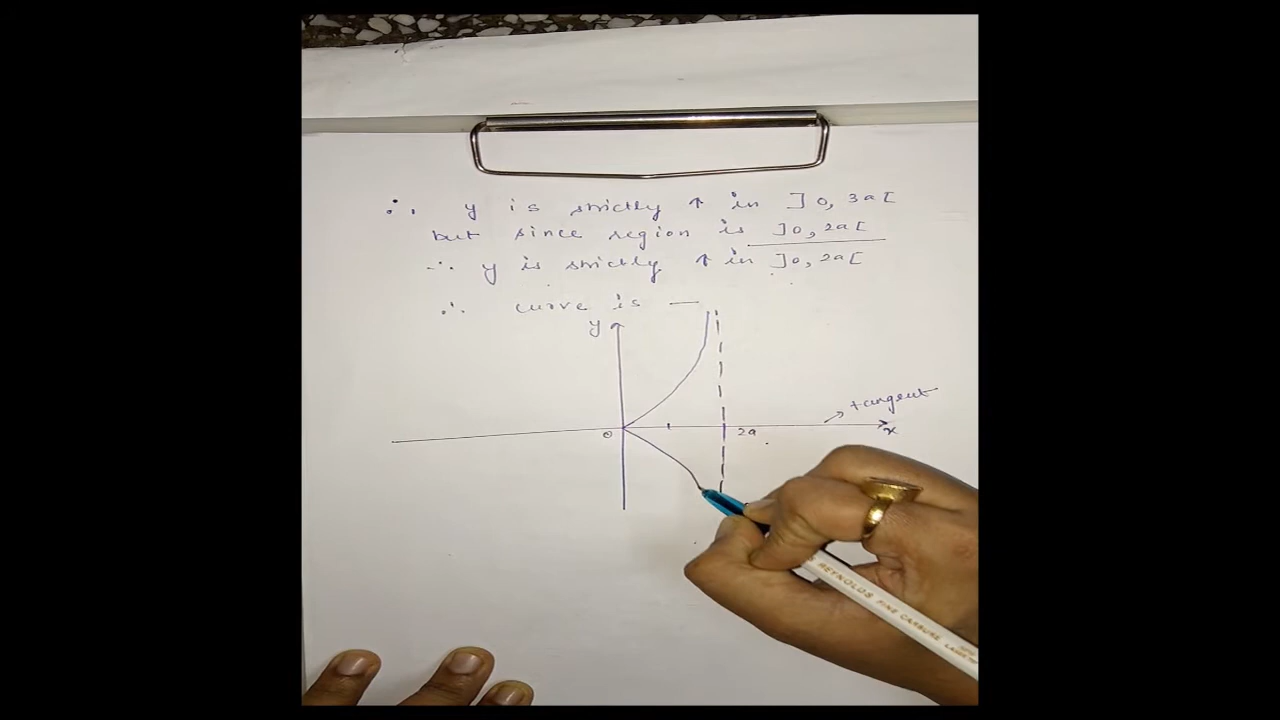 ∴ y is strictly ↑ in ]0, 3a[
but since region is ]0, 2a[
∴ y is strictly ↑ in ]0, 2a[
∴ curve is —
y
tangent
0
2a
x
REYNOLDS FINE CARBURE